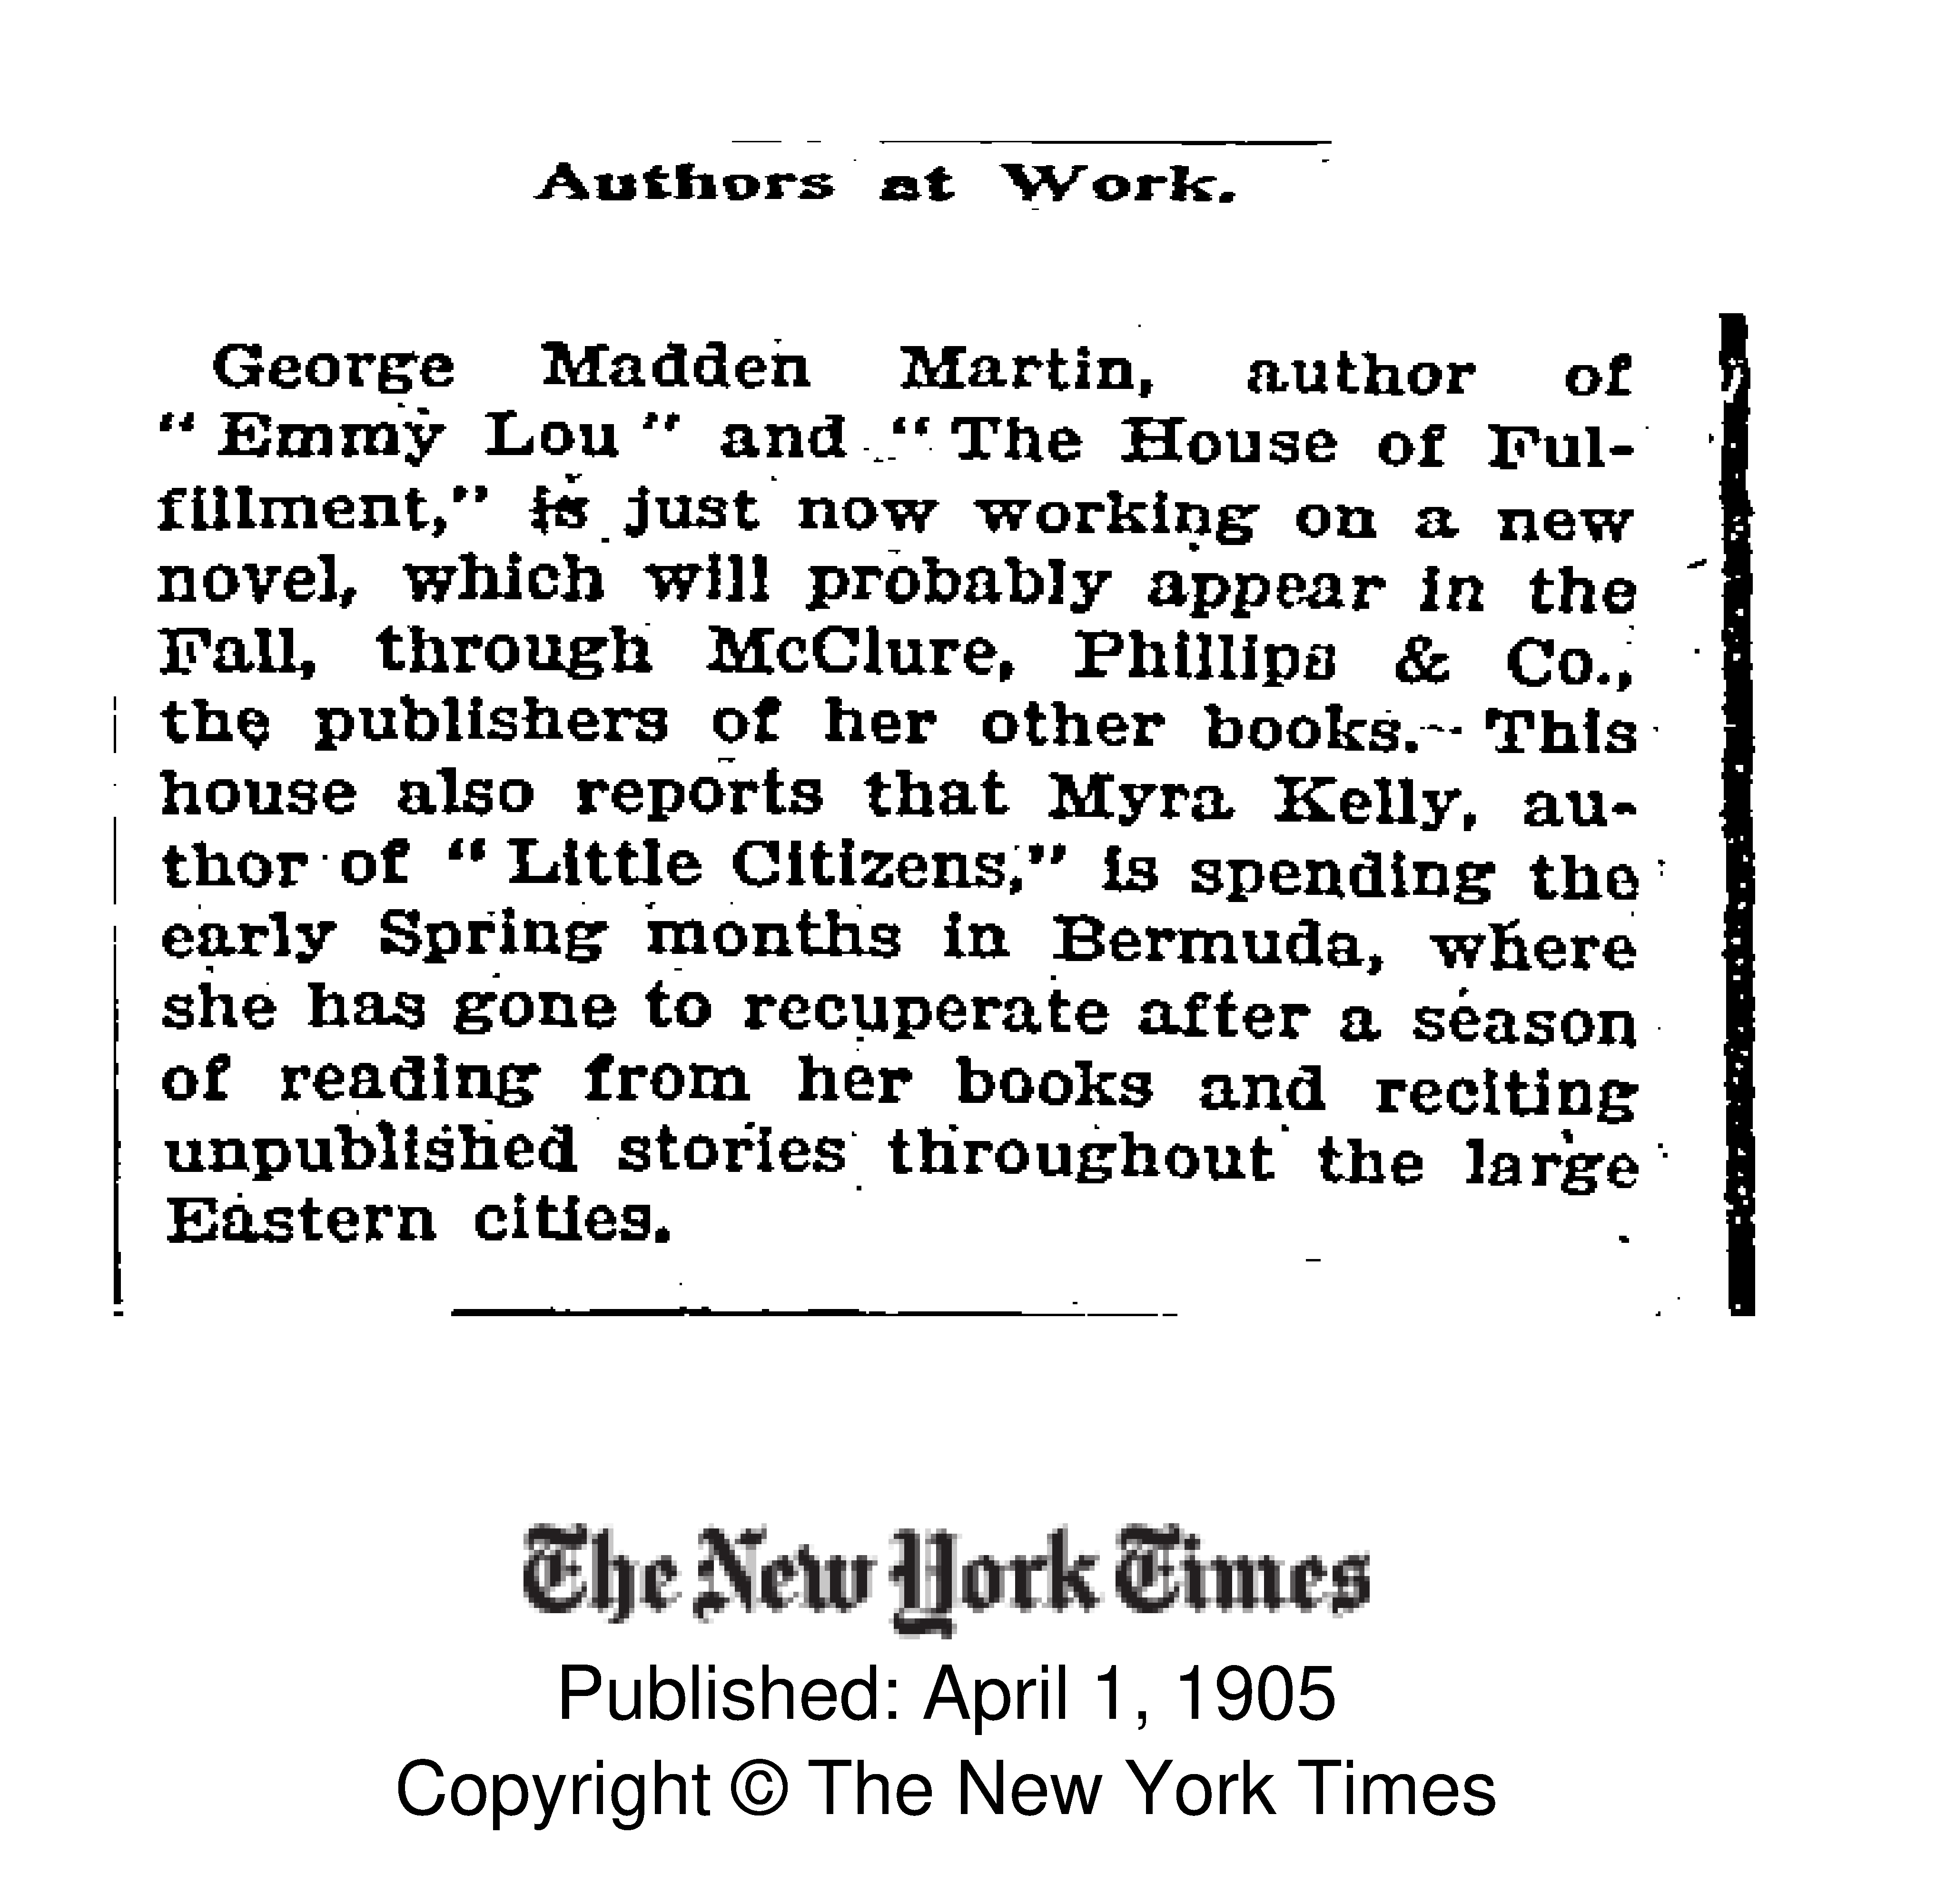 Authors at Work.
George Madden Martin, author of
"Emmy Lou" and "The House of Ful-
fillment," is just now working on a new
novel, which will probably appear in the
Fall, through McClure, Phillips & Co.,
the publishers of her other books. This
house also reports that Myra Kelly, au-
thor of "Little Citizens," is spending the
early Spring months in Bermuda, where
she has gone to recuperate after a season
of reading from her books and reciting
unpublished stories throughout the large
Eastern cities.
The New York Times
Published: April 1, 1905
Copyright © The New York Times